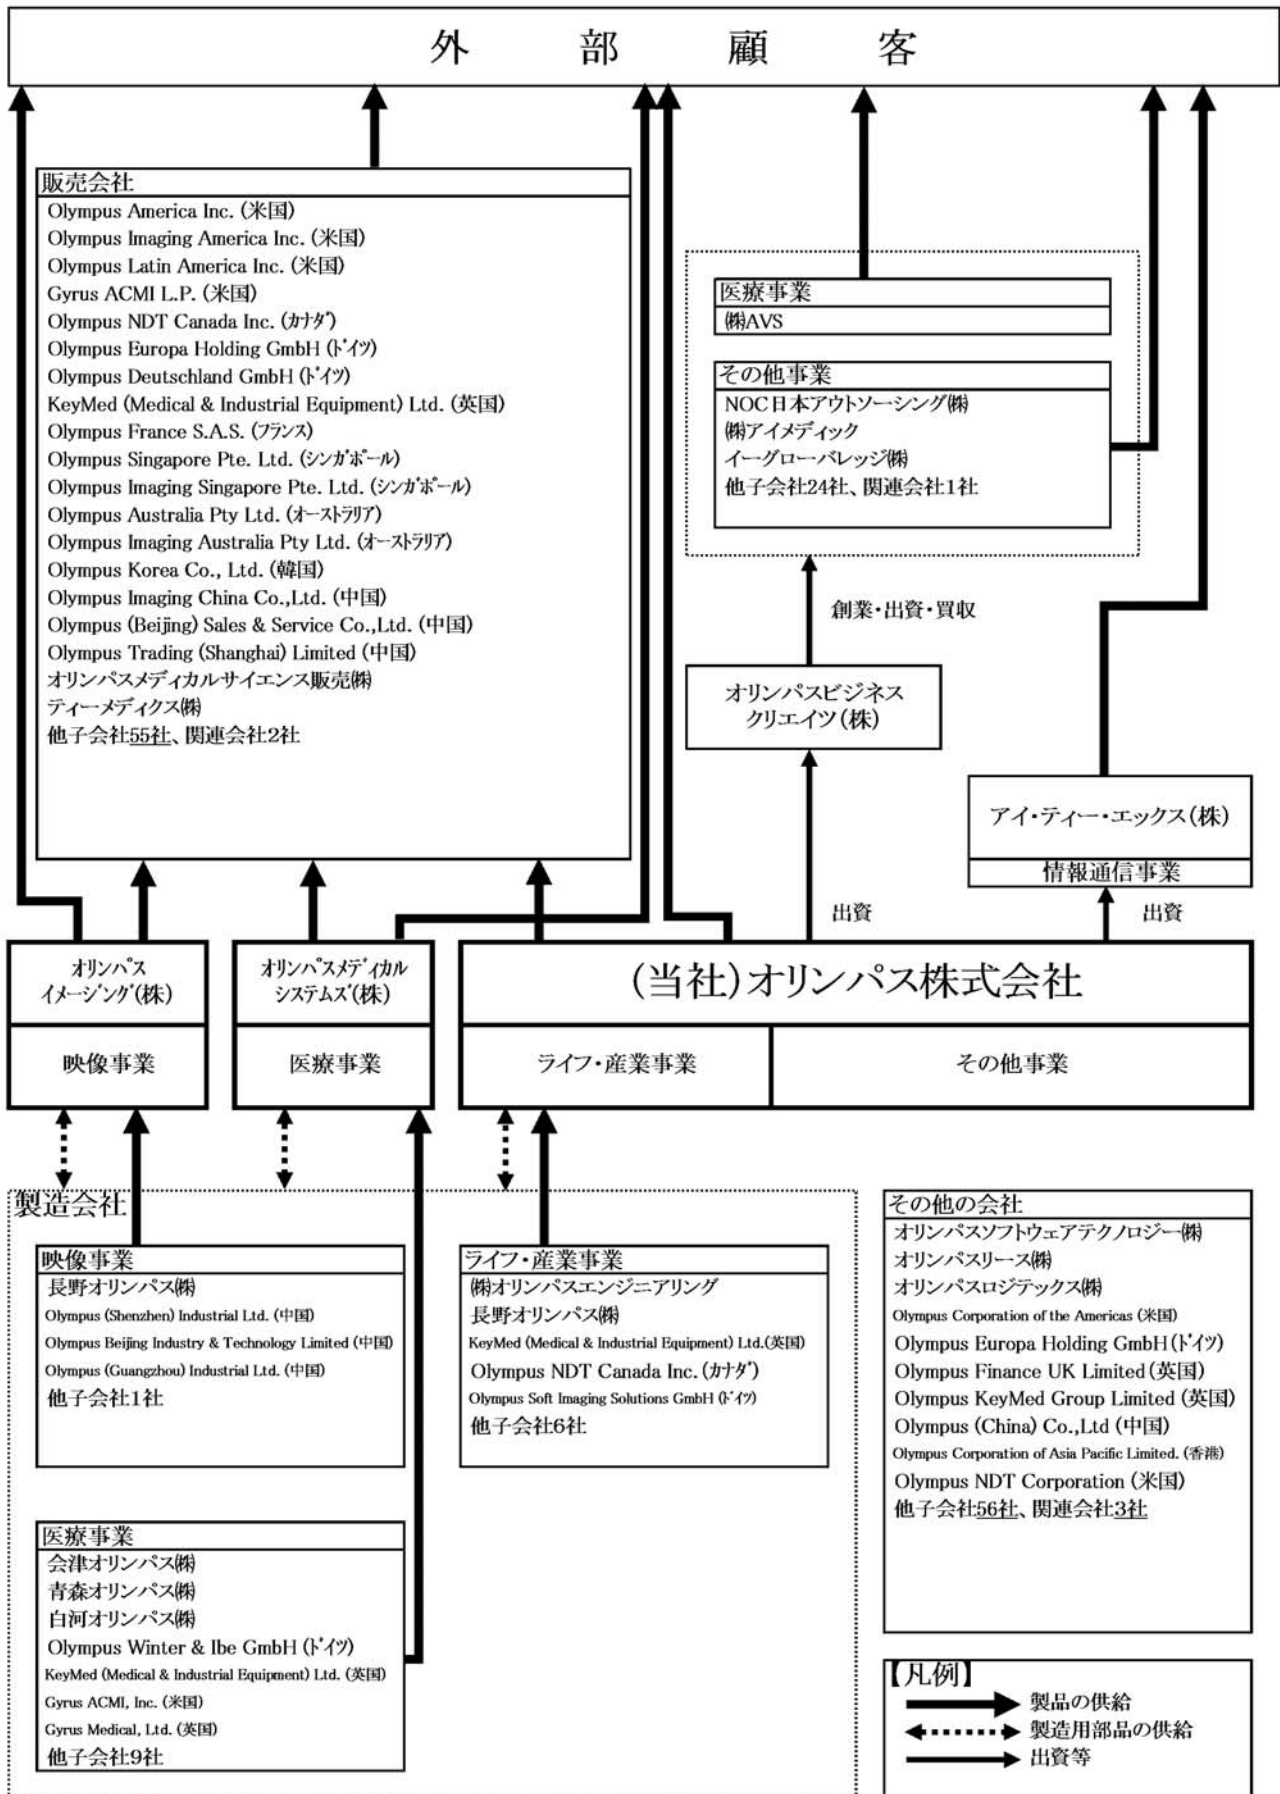 外部顧客
販売会社
Olympus America Inc. (米国)
Olympus Imaging America Inc. (米国)
Olympus Latin America Inc. (米国)
Gyrus ACMI L.P. (米国)
Olympus NDT Canada Inc. (ｶﾅﾀﾞ)
Olympus Europa Holding GmbH (ﾄﾞｲﾂ)
Olympus Deutschland GmbH (ﾄﾞｲﾂ)
KeyMed (Medical & Industrial Equipment) Ltd. (英国)
Olympus France S.A.S. (ﾌﾗﾝｽ)
Olympus Singapore Pte. Ltd. (ｼﾝｶﾞﾎﾟｰﾙ)
Olympus Imaging Singapore Pte. Ltd. (ｼﾝｶﾞﾎﾟｰﾙ)
Olympus Australia Pty Ltd. (ｵｰｽﾄﾗﾘｱ)
Olympus Imaging Australia Pty Ltd. (ｵｰｽﾄﾗﾘｱ)
Olympus Korea Co., Ltd. (韓国)
Olympus Imaging China Co.,Ltd. (中国)
Olympus (Beijing) Sales & Service Co.,Ltd. (中国)
Olympus Trading (Shanghai) Limited (中国)
オリンパスメディカルサイエンス販売㈱
ティーメディクス㈱
他子会社55社、関連会社2社
医療事業
㈱AVS
その他事業
NOC日本アウトソーシング㈱
㈱アイメディック
イーグローバレッジ㈱
他子会社24社、関連会社1社
創業・出資・買収
オリンパスビジネス
クリエイツ(株)
アイ・ティー・エックス(株)
情報通信事業
出資
出資
ｵﾘﾝﾊﾟｽ
ｲﾒｰｼﾞﾝｸﾞ(株)
映像事業
ｵﾘﾝﾊﾟｽﾒﾃﾞｨｶﾙ
ｼｽﾃﾑｽﾞ(株)
医療事業
(当社)オリンパス株式会社
ライフ・産業事業
その他事業
製造会社
映像事業
長野オリンパス㈱
Olympus (Shenzhen) Industrial Ltd. (中国)
Olympus Beijing Industry & Technology Limited (中国)
Olympus (Guangzhou) Industrial Ltd. (中国)
他子会社1社
ライフ・産業事業
㈱オリンパスエンジニアリング
長野オリンパス㈱
KeyMed (Medical & Industrial Equipment) Ltd.(英国)
Olympus NDT Canada Inc. (ｶﾅﾀﾞ)
Olympus Soft Imaging Solutions GmbH (ﾄﾞｲﾂ)
他子会社6社
医療事業
会津オリンパス㈱
青森オリンパス㈱
白河オリンパス㈱
Olympus Winter & Ibe GmbH (ﾄﾞｲﾂ)
KeyMed (Medical & Industrial Equipment) Ltd. (英国)
Gyrus ACMI, Inc. (米国)
Gyrus Medical, Ltd. (英国)
他子会社9社
その他の会社
オリンパスソフトウェアテクノロジー㈱
オリンパスリース㈱
オリンパスロジテックス㈱
Olympus Corporation of the Americas (米国)
Olympus Europa Holding GmbH (ﾄﾞｲﾂ)
Olympus Finance UK Limited (英国)
Olympus KeyMed Group Limited (英国)
Olympus (China) Co.,Ltd (中国)
Olympus Corporation of Asia Pacific Limited. (香港)
Olympus NDT Corporation (米国)
他子会社56社、関連会社3社
【凡例】
製品の供給
製造用部品の供給
出資等